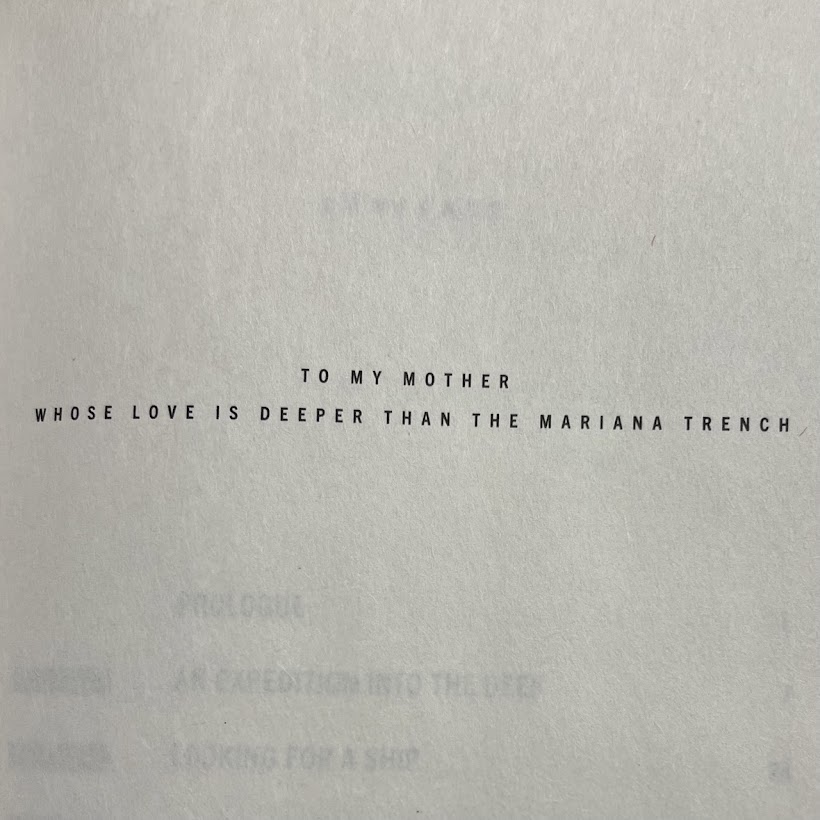 TO MY MOTHER
WHOSE LOVE IS DEEPER THAN THE MARIANA TRENCH
PROLOGUE
AN EXPEDITION INTO THE DEEP
LOOKING FOR A SHIP